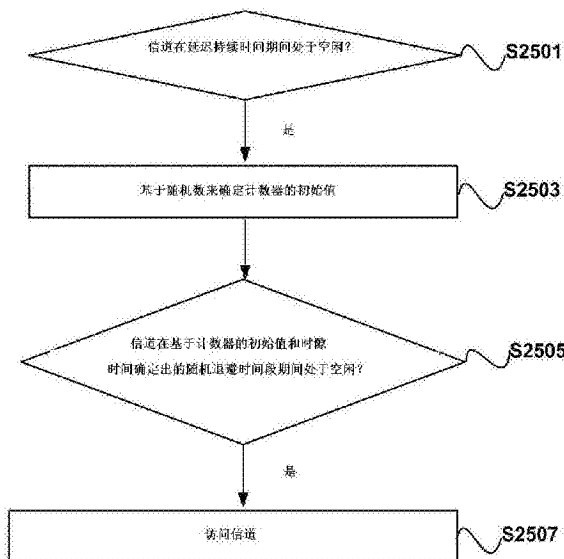 信道在延迟持续时间期间处于空闲?
S2501
是
基于随机数来确定计数器的初始值
S2503
信道在基于计数器的初始值和时隙
时间确定出的随机退避时间段期间处于空闲?
S2505
是
访问信道
S2507